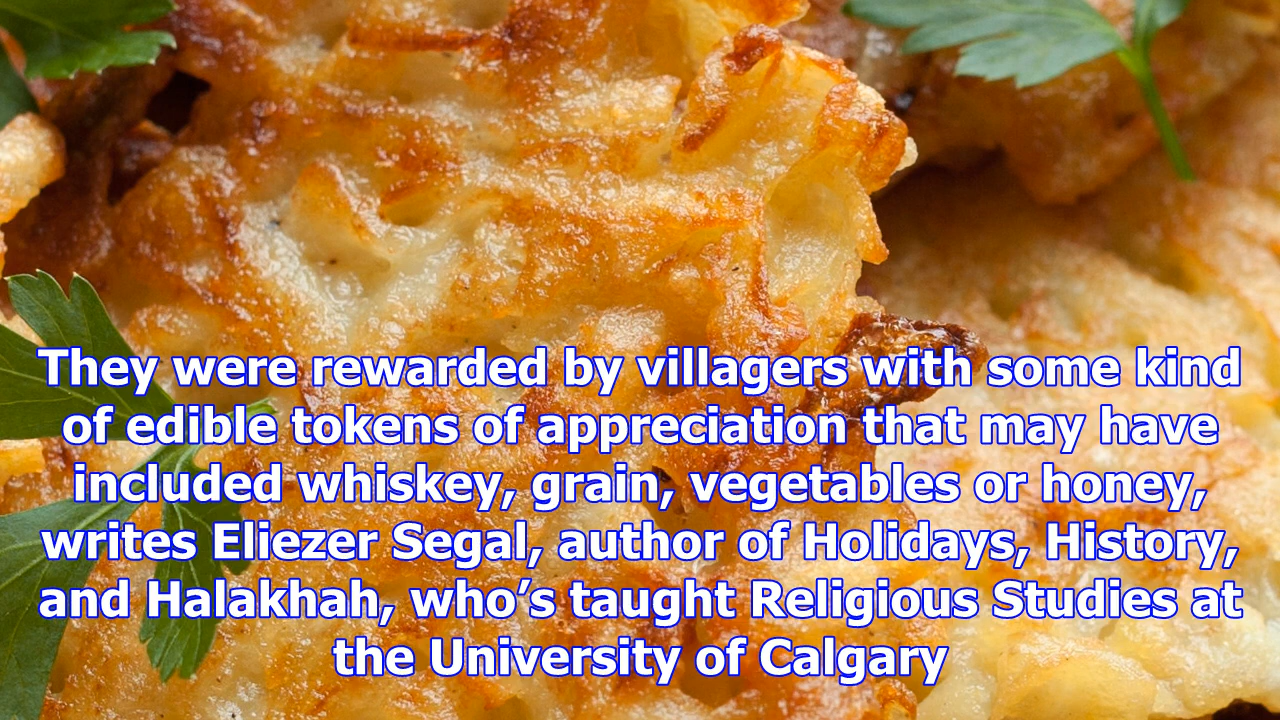 They were rewarded by villagers with some kind
of edible tokens of appreciation that may have
included whiskey, grain, vegetables or honey,
writes Eliezer Segal, author of Holidays, History,
and Halakhah, who’s taught Religious Studies at
the University of Calgary